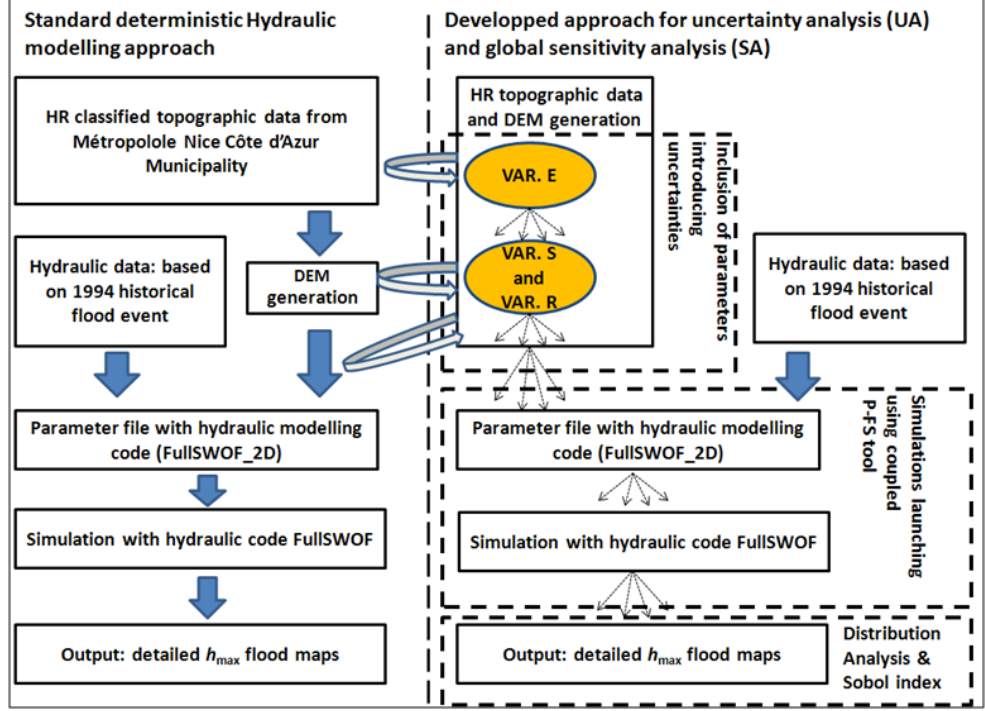 Standard deterministic Hydraulic
modelling approach
HR classified topographic data from
Métropolole Nice Côte d'Azur
Municipality
Hydraulic data: based
on 1994 historical
flood event
DEM
generation
Parameter file with hydraulic modelling
code (FullSWOF_2D)
Simulation with hydraulic code FullSWOF
Output: detailed hmax flood maps
Developped approach for uncertainty analysis (UA)
and global sensitivity analysis (SA)
HR topographic data
and DEM generation
VAR. E
VAR. S
and
VAR. R
Inclusion of parameters
introducing
uncertainties
Hydraulic data: based
on 1994 historical
flood event
Parameter file with hydraulic modelling
code (FullSWOF_2D)
Simulation with hydraulic code FullSWOF
Simulations launching
using coupled
P-FS tool
Output: detailed hmax flood maps
Distribution
Analysis &
Sobol index